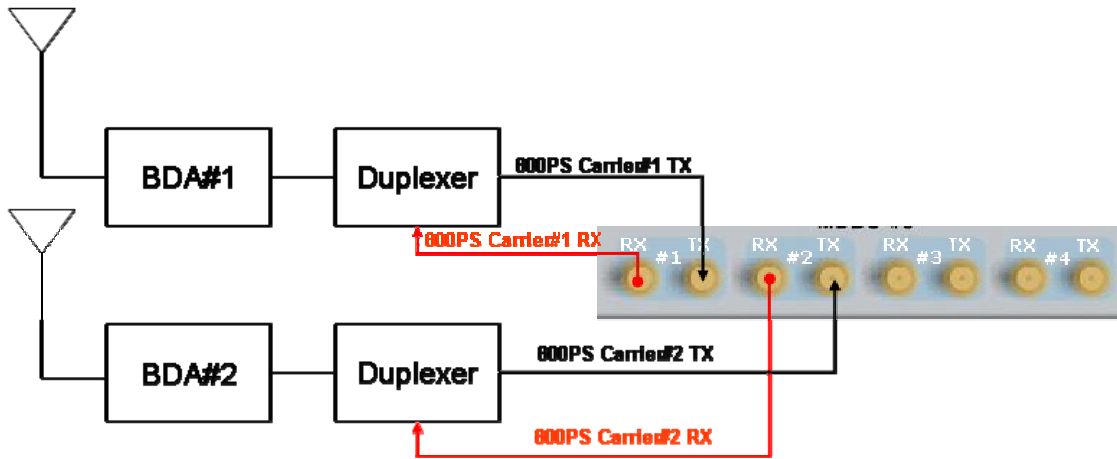 BDA#1
Duplexer
800PS Carrier#1 TX
800PS Carrier#1 RX
RX TX RX TX RX TX RX TX
#1 #2 #3 #4
BDA#2
Duplexer
800PS Carrier#2 TX
800PS Carrier#2 RX